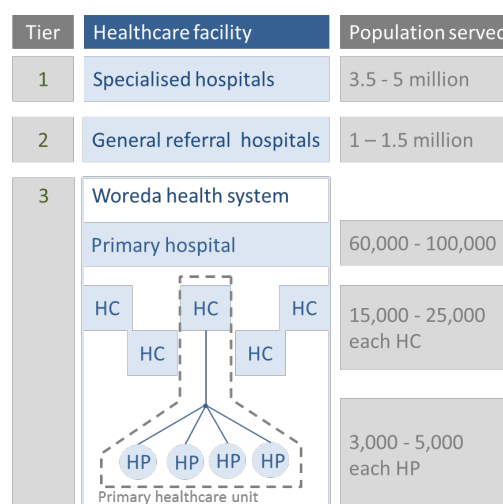 Tier Healthcare facility Population served
1 Specialised hospitals 3.5 - 5 million
2 General referral hospitals 1 – 1.5 million
3 Woreda health system
Primary hospital 60,000 - 100,000
HC HC HC
15,000 - 25,000
each HC
HC HC
3,000 - 5,000
each HP
HP HP HP HP
Primary healthcare unit